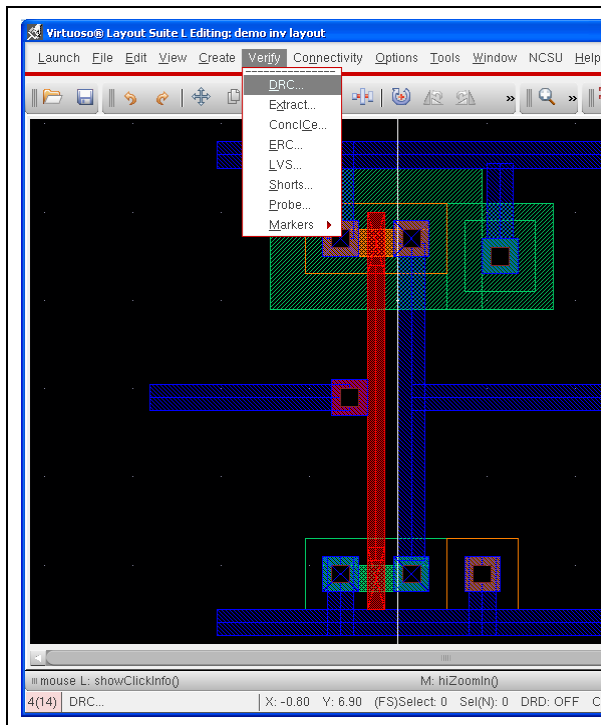 Virtuoso® Layout Suite L Editing: demo inv layout
Launch File Edit View Create Verify Connectivity Options Tools Window NCSU Help
DRC...
Extract...
ConclCe...
ERC...
LVS...
Shorts...
Probe...
Markers
» »
mouse L: showClickInfo() M: hiZoomIn()
4(14) DRC... X: -0.80 Y: 6.90 (FS)Select: 0 Sel(N): 0 DRD: OFF C